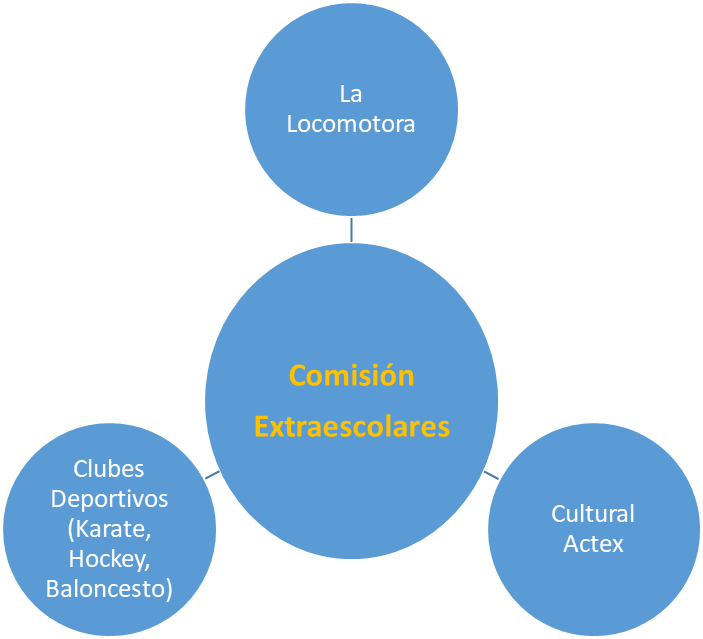 La
Locomotora
Comisión
Extraescolares
Clubes
Deportivos
(Karate,
Hockey,
Baloncesto)
Cultural
Actex